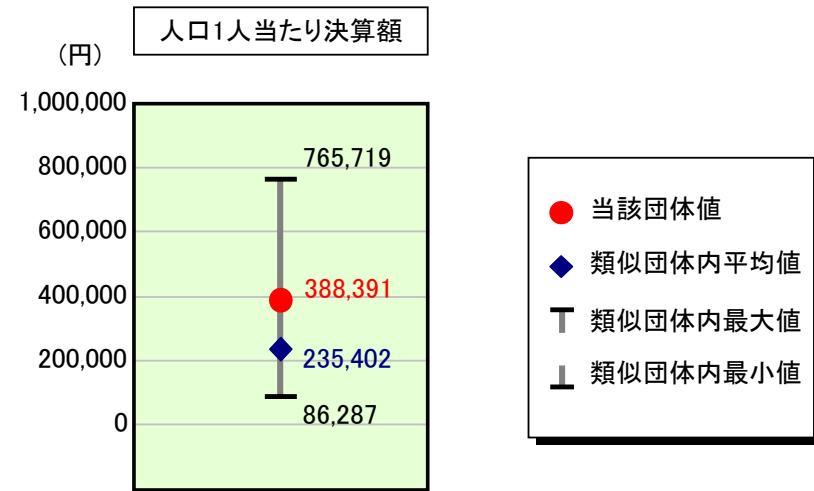 人口1人当たり決算額
(円)
1,000,000
800,000
600,000
400,000
200,000
0
765,719
388,391
235,402
86,287
当該団体値
類似団体内平均値
類似団体内最大値
類似団体内最小値